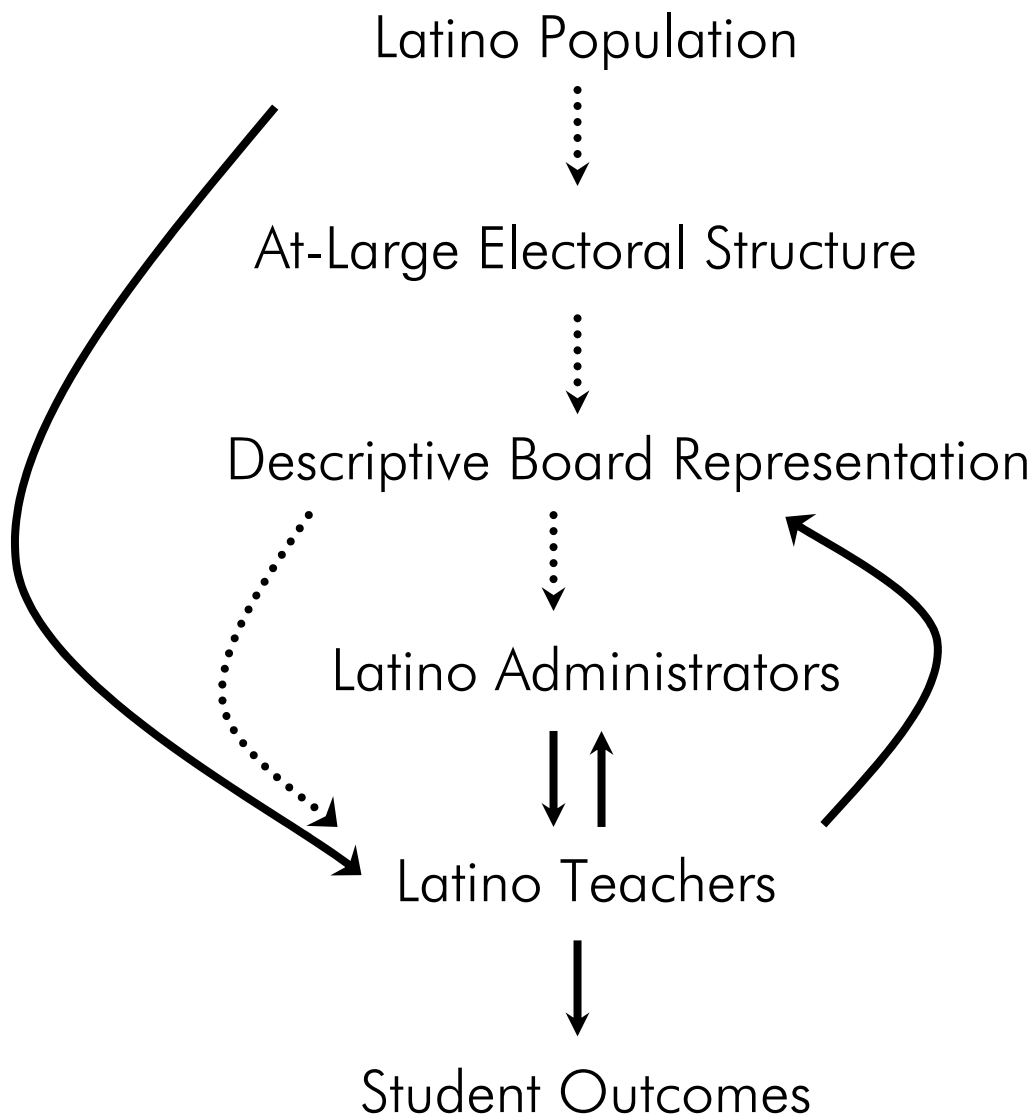 Latino Population
At-Large Electoral Structure
Descriptive Board Representation
Latino Administrators
Latino Teachers
Student Outcomes